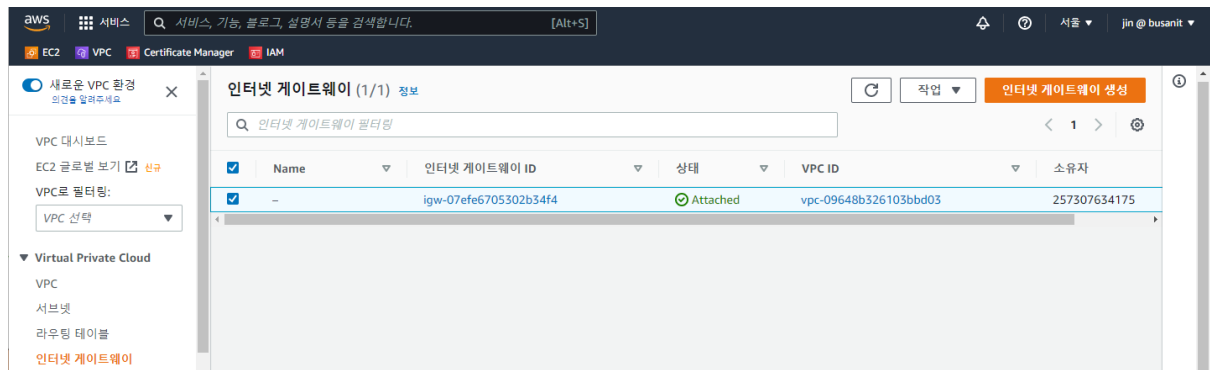 aws 서비스 서비스, 기능, 블로그, 설명서 등을 검색합니다. [Alt+S] 서울 ▼ jin @ busanit ▼
EC2 VPC Certificate Manager IAM
새로운 VPC 환경
의견을 알려주세요
VPC 대시보드
EC2 글로벌 보기 신규
VPC로 필터링:
VPC 선택 ▼
▼ Virtual Private Cloud
VPC
서브넷
라우팅 테이블
인터넷 게이트웨이
인터넷 게이트웨이 (1/1) 정보
작업 ▼ 인터넷 게이트웨이 생성
인터넷 게이트웨이 필터링
< 1 >
Name 인터넷 게이트웨이 ID 상태 VPC ID 소유자
– igw-07efe6705302b34f4 Attached vpc-09648b326103bbd03 257307634175